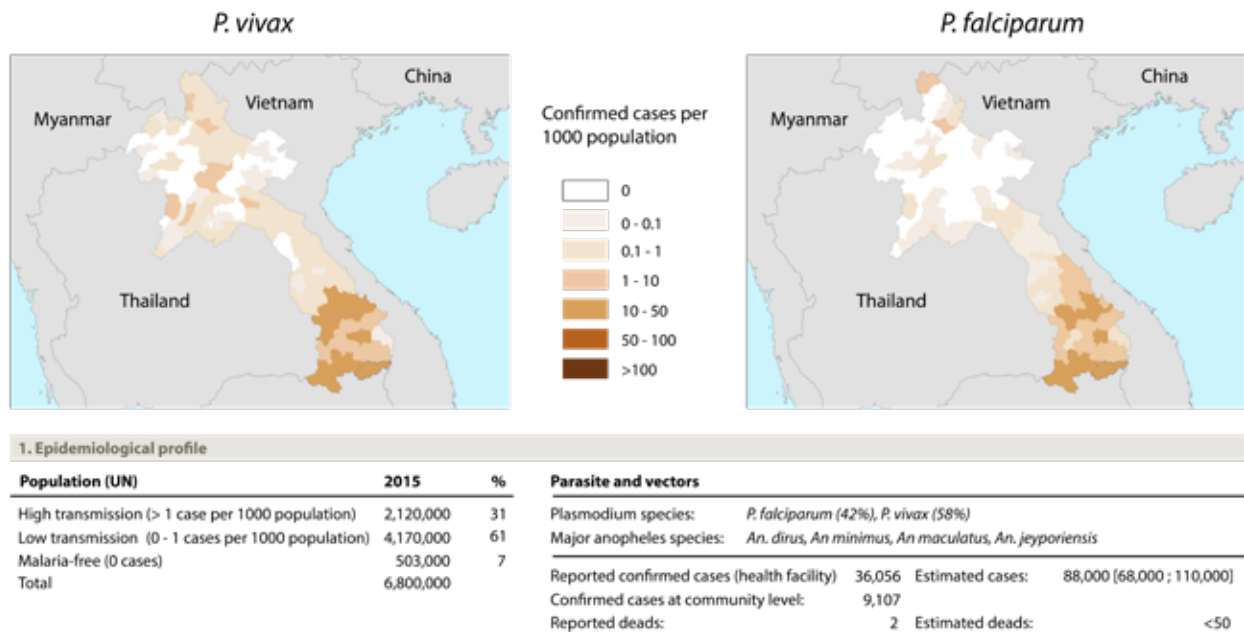 P. vivax
P. falciparum
China
Vietnam
Myanmar
Thailand
Confirmed cases per
1000 population
0
0 - 0.1
0.1 - 1
1 - 10
10 - 50
50 - 100
>100
China
Vietnam
Myanmar
Thailand
1. Epidemiological profile
Population (UN) 2015 %
High transmission (> 1 case per 1000 population) 2,120,000 31
Low transmission (0 - 1 cases per 1000 population) 4,170,000 61
Malaria-free (0 cases) 503,000 7
Total 6,800,000
Parasite and vectors
Plasmodium species: P. falciparum (42%), P. vivax (58%)
Major anopheles species: An. dirus, An minimus, An maculatus, An. jeyporiensis
Reported confirmed cases (health facility) 36,056 Estimated cases: 88,000 [68,000 ; 110,000]
Confirmed cases at community level: 9,107
Reported deads: 2 Estimated deads: <50